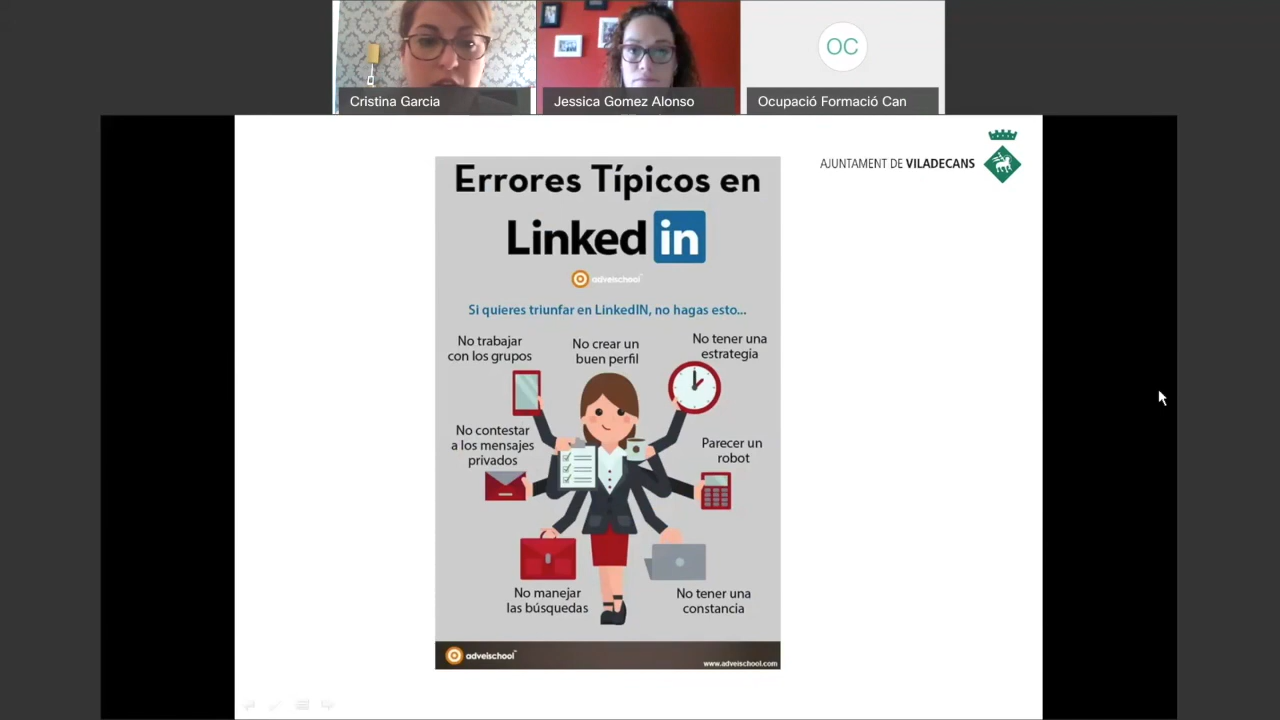 Cristina Garcia
Jessica Gomez Alonso
OC
Ocupació Formació Can
AJUNTAMENT DE VILADECANS
Errores Típicos en
Linked in
adveischool
Si quieres triunfar en LinkedIN, no hagas esto...
No trabajar
con los grupos
No crear un
buen perfil
No tener una
estrategia
No contestar
a los mensajes
privados
Parecer un
robot
No manejar
las búsquedas
No tener una
constancia
adveischool
www.adveischool.com